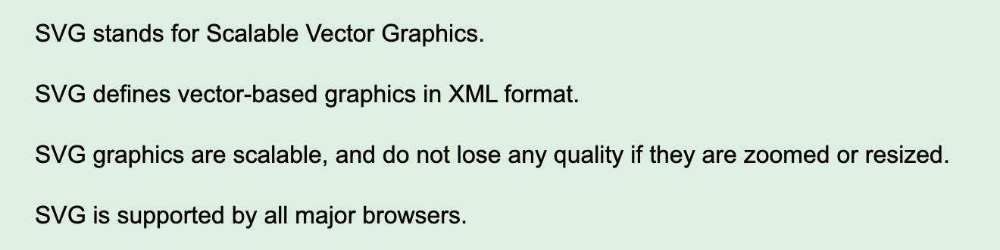 SVG stands for Scalable Vector Graphics.
SVG defines vector-based graphics in XML format.
SVG graphics are scalable, and do not lose any quality if they are zoomed or resized.
SVG is supported by all major browsers.